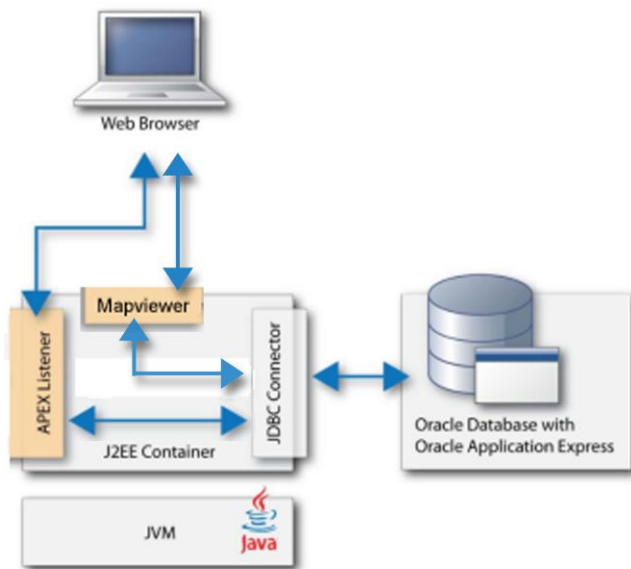 Web Browser
Mapviewer
APEX Listener
JDBC Connector
J2EE Container
Oracle Database with
Oracle Application Express
JVM
Java